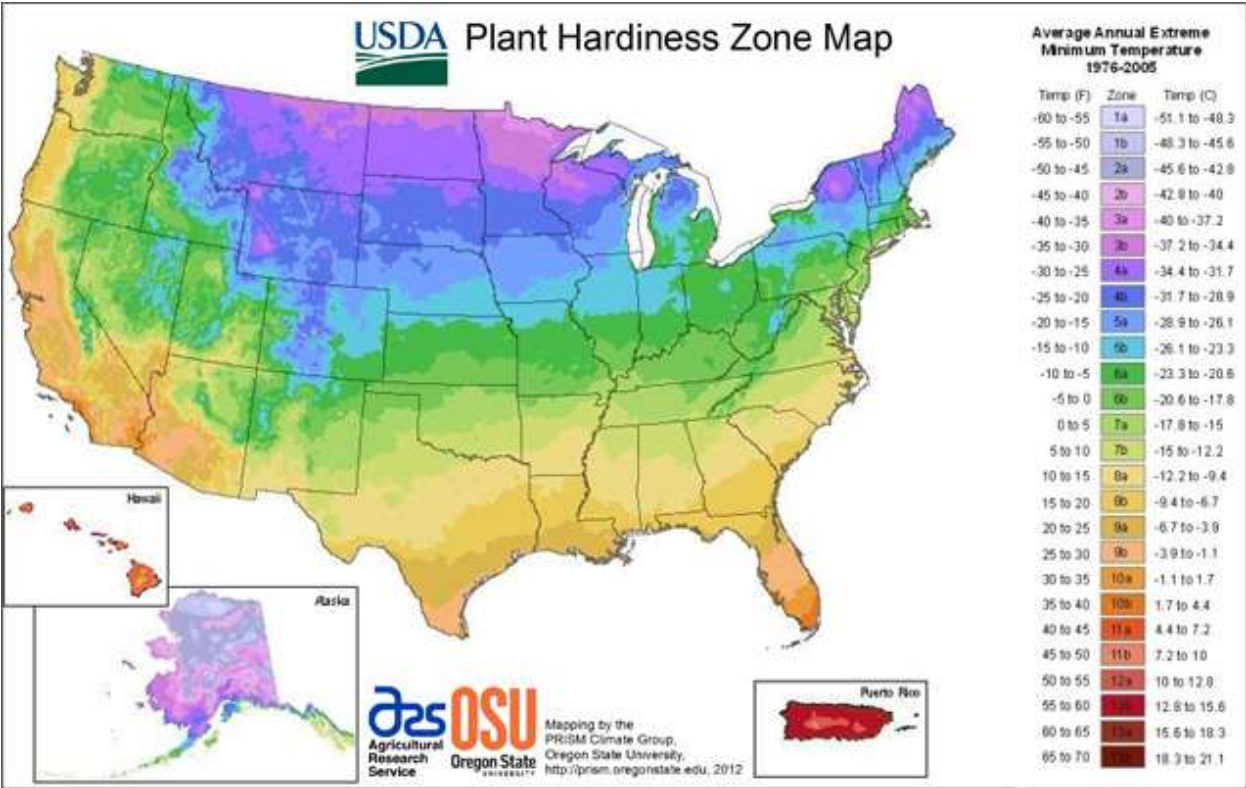 USDA
Plant Hardiness Zone Map
Average Annual Extreme
Minimum Temperature
1976-2005
Temp (F) Zone Temp (C)
-60 to -55 1a -51.1 to -48.3
-55 to -50 1b -48.3 to -45.6
-50 to -45 2a -45.6 to -42.8
-45 to -40 2b -42.8 to -40
-40 to -35 3a -40 to -37.2
-35 to -30 3b -37.2 to -34.4
-30 to -25 4a -34.4 to -31.7
-25 to -20 4b -31.7 to -28.9
-20 to -15 5a -28.9 to -26.1
-15 to -10 5b -26.1 to -23.3
-10 to -5 6a -23.3 to -20.6
-5 to 0 6b -20.6 to -17.8
0 to 5 7a -17.8 to -15
5 to 10 7b -15 to -12.2
10 to 15 8a -12.2 to -9.4
15 to 20 8b -9.4 to -6.7
20 to 25 9a -6.7 to -3.9
25 to 30 9b -3.9 to -1.1
30 to 35 10a -1.1 to 1.7
35 to 40 10b 1.7 to 4.4
40 to 45 11a 4.4 to 7.2
45 to 50 11b 7.2 to 10
50 to 55 12a 10 to 12.8
55 to 60 12.8 to 15.6
60 to 65 13a 15.6 to 18.3
65 to 70 18.3 to 21.1
Hawaii
Alaska
Puerto Rico
ars
Agricultural
Research
Service
OSU
Oregon State
UNIVERSITY
Mapping by the
PRISM Climate Group,
Oregon State University,
http://prism.oregonstate.edu, 2012